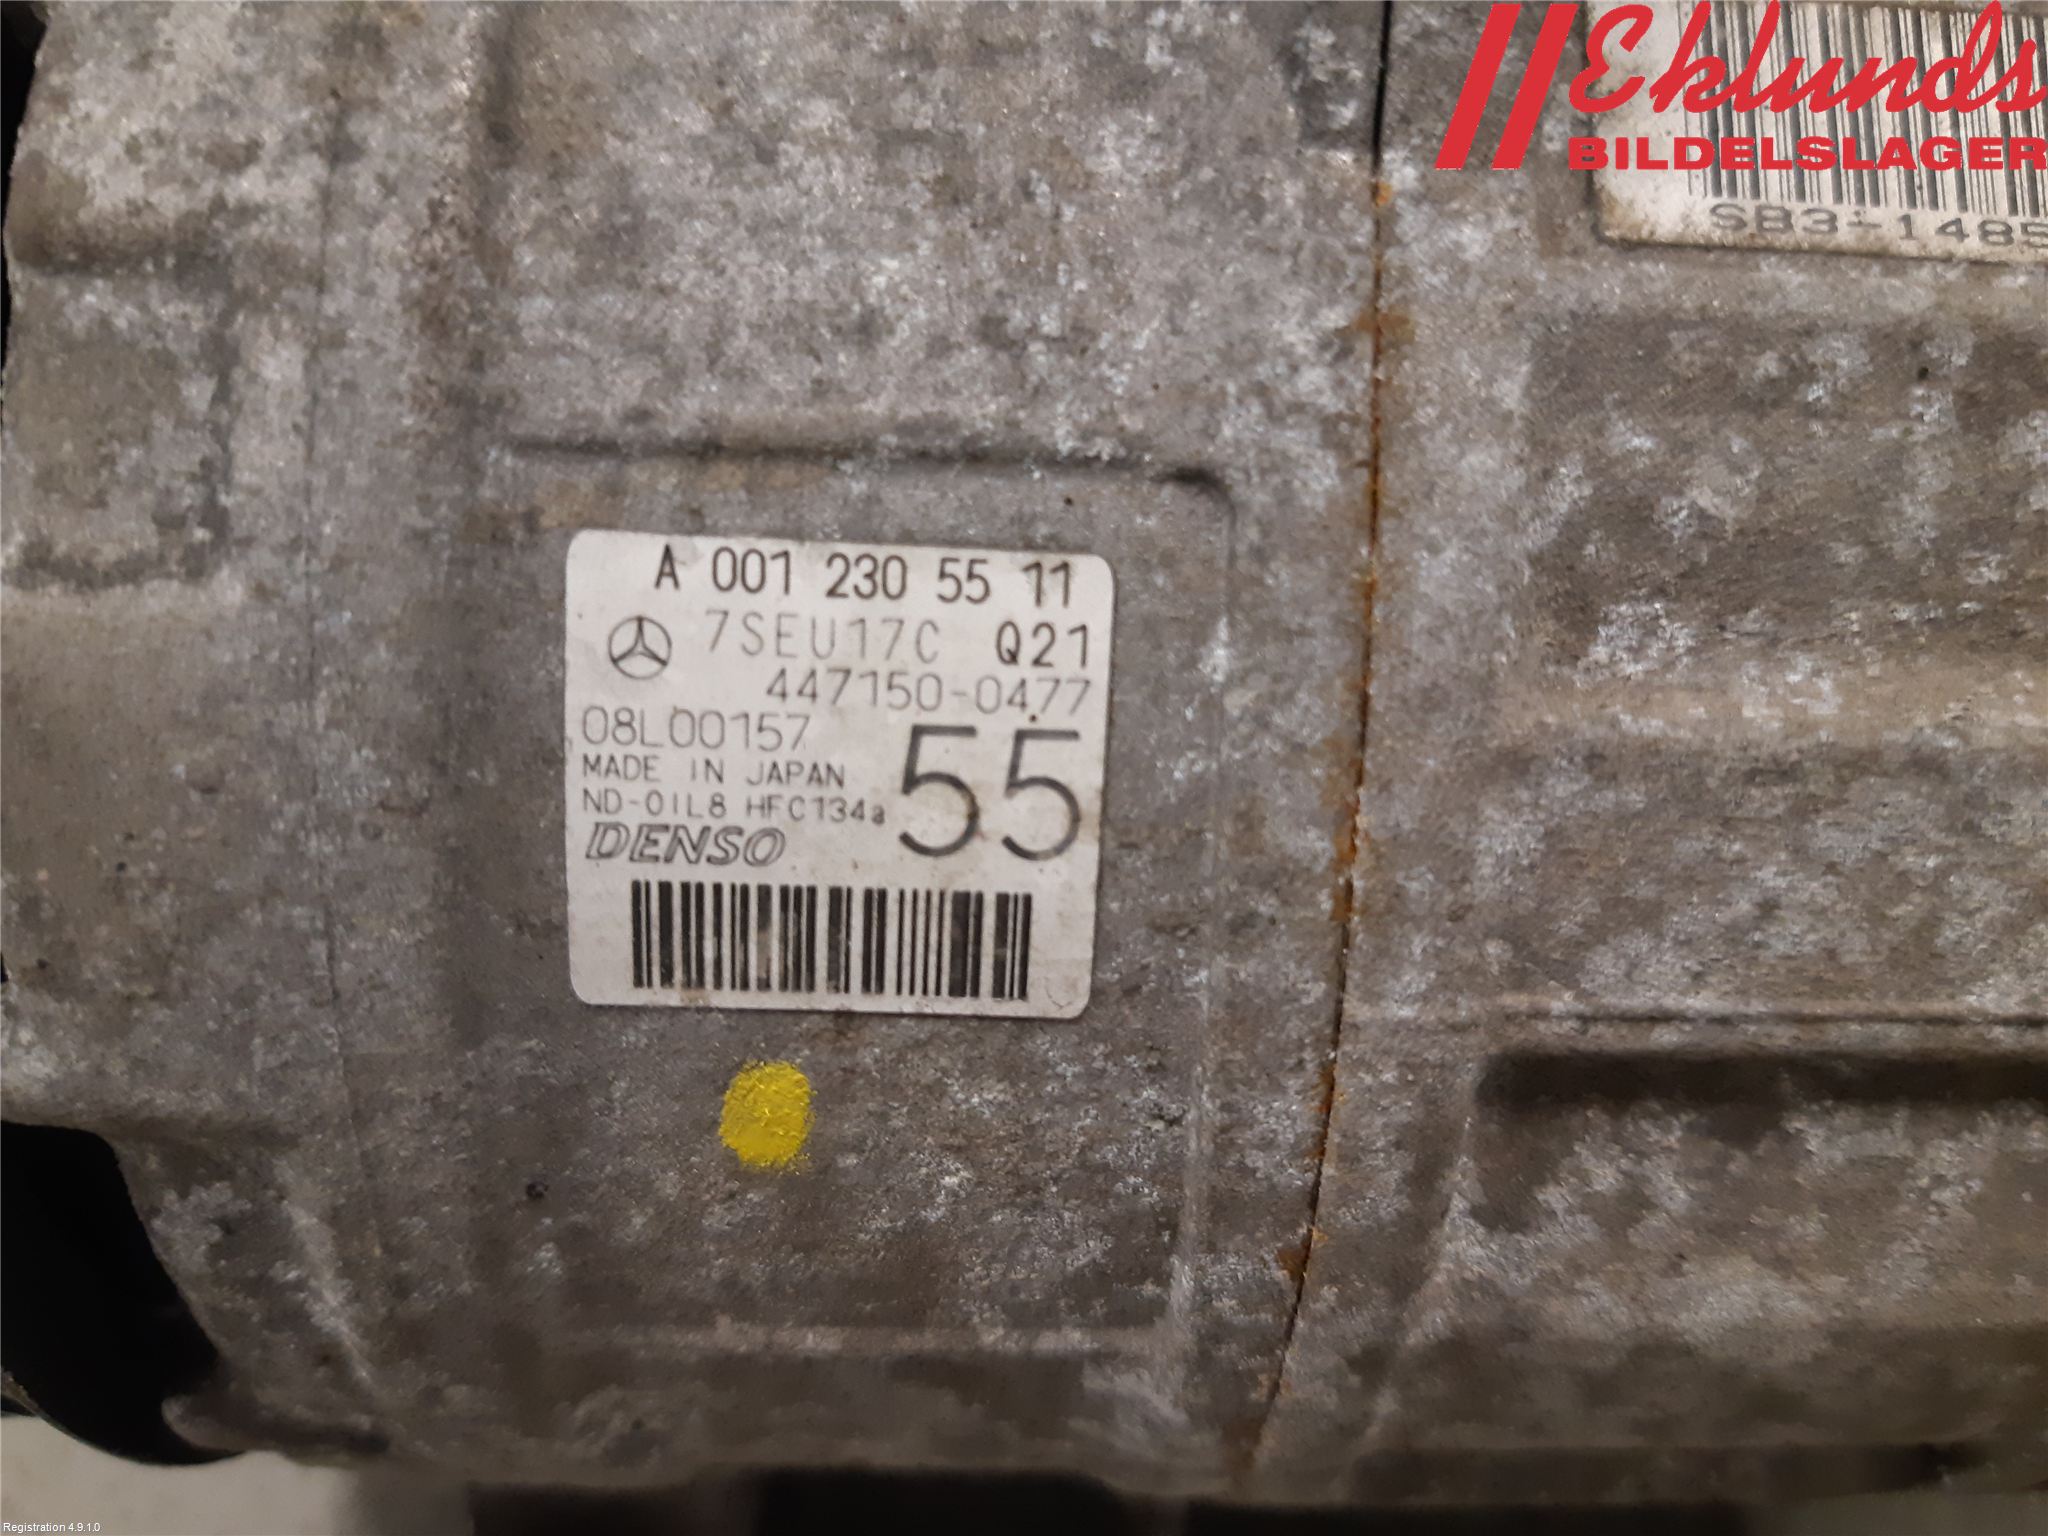 Eklunds
BILDELSLAGER
SB3-1485
A 001 230 55 11
7SEU17C Q21
447150-0477
08L00157
55
MADE IN JAPAN
ND-OIL8 HFC134a
DENSO
Registration 4.9.1.0